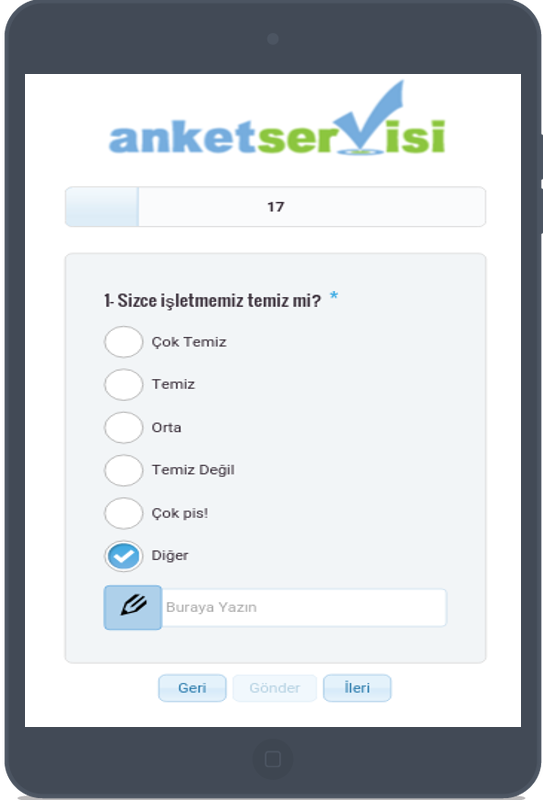 anketservisi
17
1- Sizce işletmemiz temiz mi? *
Çok Temiz
Temiz
Orta
Temiz Değil
Çok pis!
Diğer
Buraya Yazın
Geri Gönder İleri